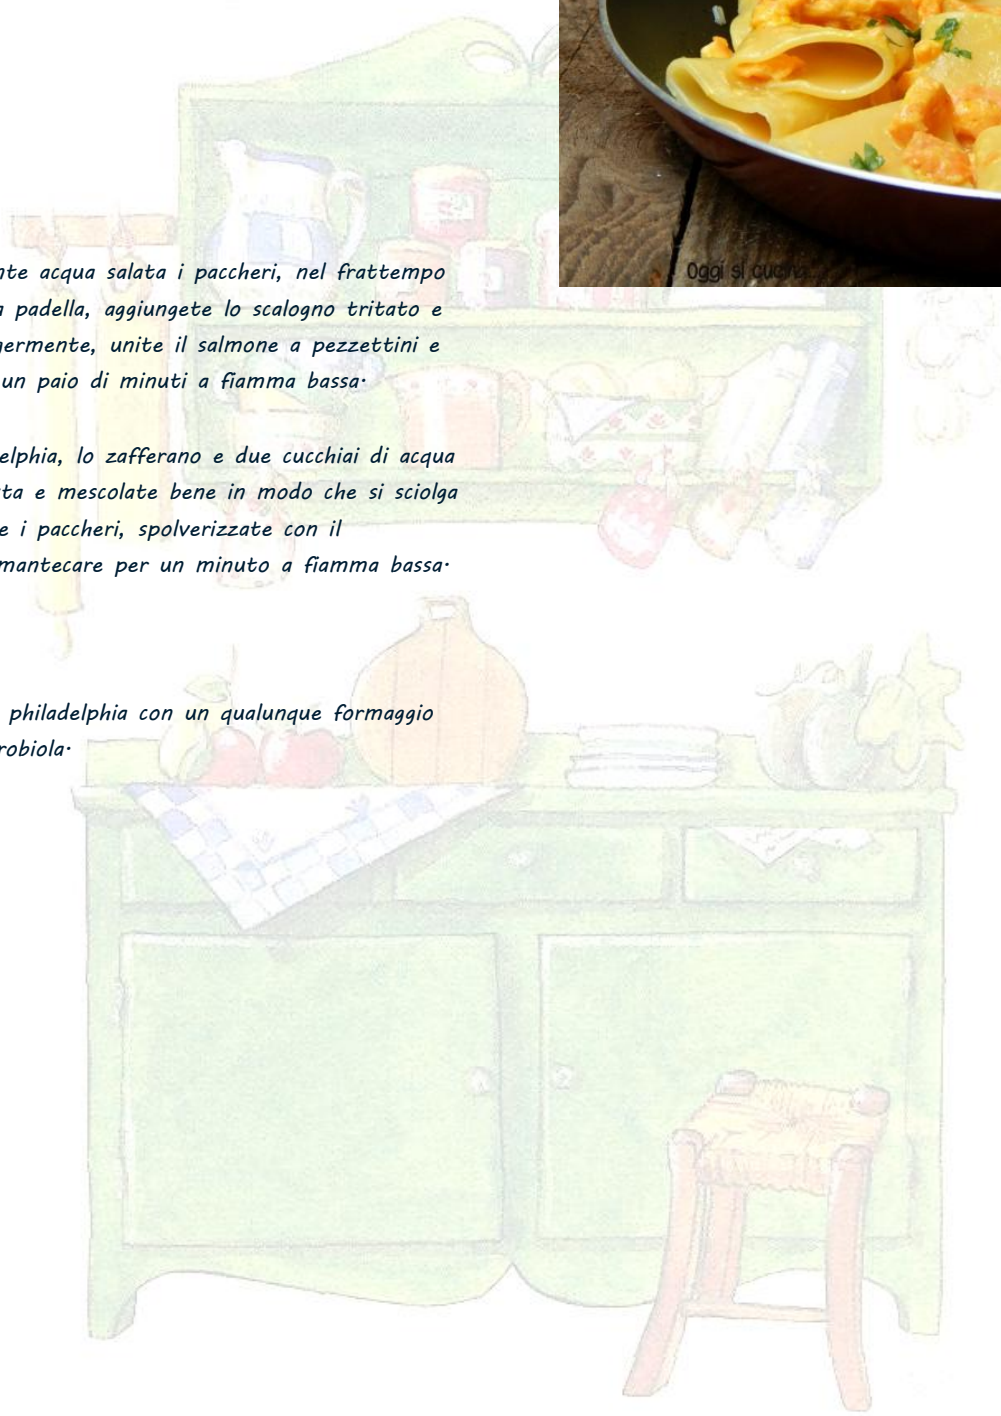 Oggi si cucina...
nte acqua salata i paccheri, nel frattempo
padella, aggiungete lo scalogno tritato e
germente, unite il salmone a pezzettini e
un paio di minuti a fiamma bassa.
elphia, lo zafferano e due cucchiai di acqua
ta e mescolate bene in modo che si sciolga
e i paccheri, spolverizzate con il
mantecare per un minuto a fiamma bassa.
philadelphia con un qualunque formaggio
robiola.